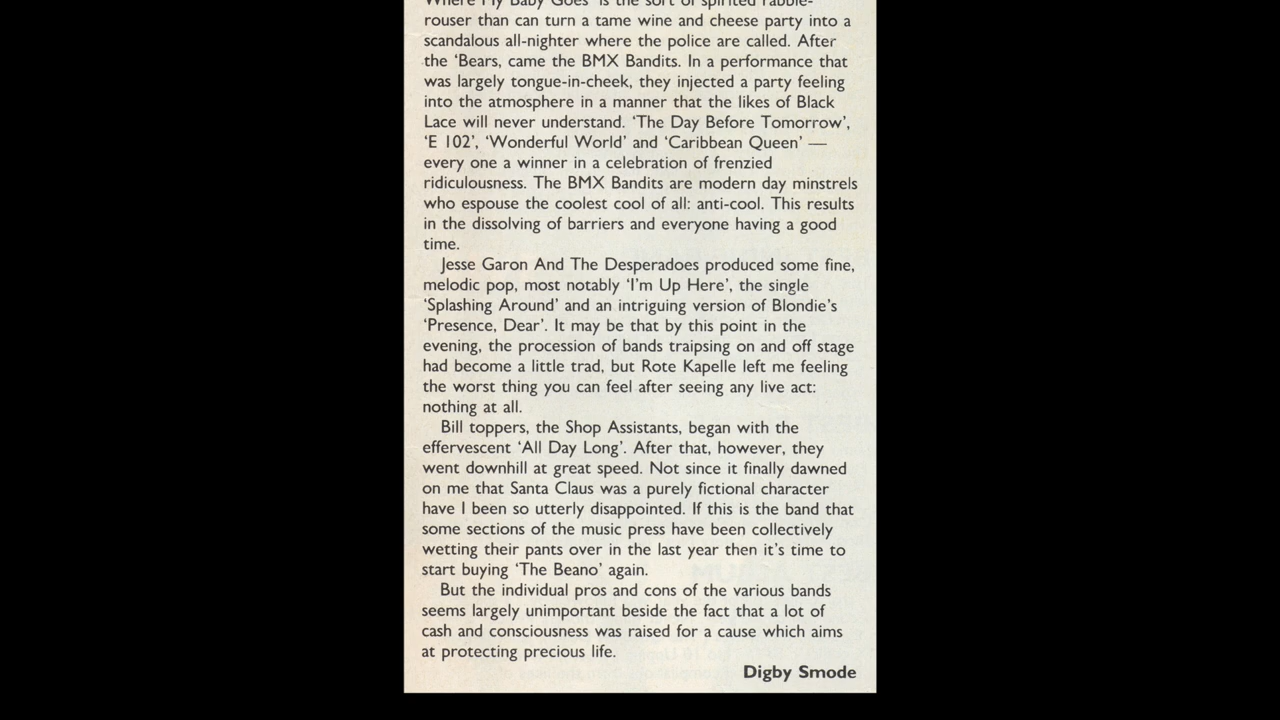 Where My Baby Goes' is the sort of spirited rabble-
rouser than can turn a tame wine and cheese party into a
scandalous all-nighter where the police are called. After
the ‘Bears, came the BMX Bandits. In a performance that
was largely tongue-in-cheek, they injected a party feeling
into the atmosphere in a manner that the likes of Black
Lace will never understand. ‘The Day Before Tomorrow’,
‘E 102’, ‘Wonderful World’ and ‘Caribbean Queen’ —
every one a winner in a celebration of frenzied
ridiculousness. The BMX Bandits are modern day minstrels
who espouse the coolest cool of all: anti-cool. This results
in the dissolving of barriers and everyone having a good
time.
Jesse Garon And The Desperadoes produced some fine,
melodic pop, most notably ‘I’m Up Here’, the single
‘Splashing Around’ and an intriguing version of Blondie’s
‘Presence, Dear’. It may be that by this point in the
evening, the procession of bands traipsing on and off stage
had become a little trad, but Rote Kapelle left me feeling
the worst thing you can feel after seeing any live act:
nothing at all.
Bill toppers, the Shop Assistants, began with the
effervescent ‘All Day Long’. After that, however, they
went downhill at great speed. Not since it finally dawned
on me that Santa Claus was a purely fictional character
have I been so utterly disappointed. If this is the band that
some sections of the music press have been collectively
wetting their pants over in the last year then it’s time to
start buying ‘The Beano’ again.
But the individual pros and cons of the various bands
seems largely unimportant beside the fact that a lot of
cash and consciousness was raised for a cause which aims
at protecting precious life.
Digby Smode